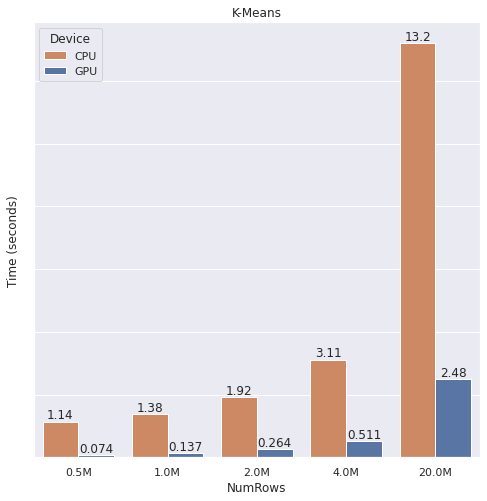 K-Means
Device
CPU
GPU
Time (seconds)
1.14
0.074
1.38
0.137
1.92
0.264
3.11
0.511
13.2
2.48
0.5M
1.0M
2.0M
4.0M
20.0M
NumRows